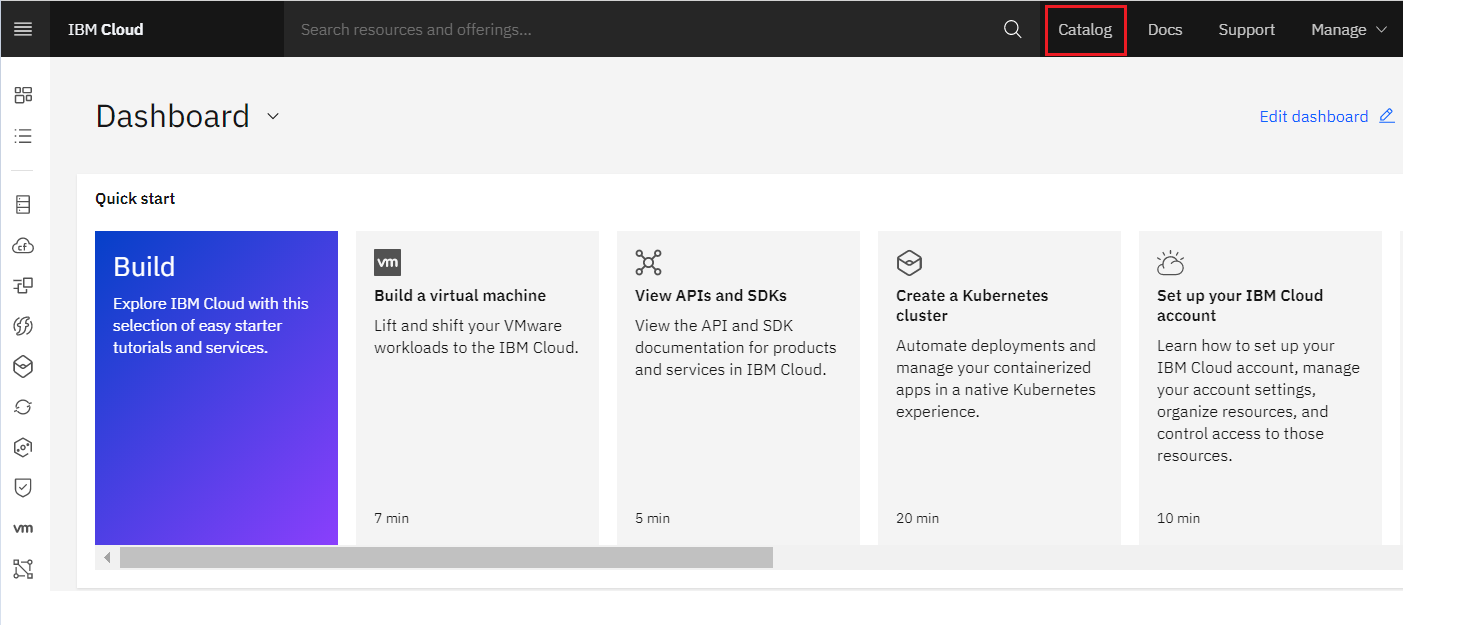 IBM Cloud
Search resources and offerings...
Catalog
Docs
Support
Manage
Dashboard
Edit dashboard
Quick start
Build
Explore IBM Cloud with this
selection of easy starter
tutorials and services.
vm
Build a virtual machine
Lift and shift your VMware
workloads to the IBM Cloud.
7 min
View APIs and SDKs
View the API and SDK
documentation for products
and services in IBM Cloud.
5 min
Create a Kubernetes
cluster
Automate deployments and
manage your containerized
apps in a native Kubernetes
experience.
20 min
Set up your IBM Cloud
account
Learn how to set up your
IBM Cloud account, manage
your account settings,
organize resources, and
control access to those
resources.
10 min
cf
vm